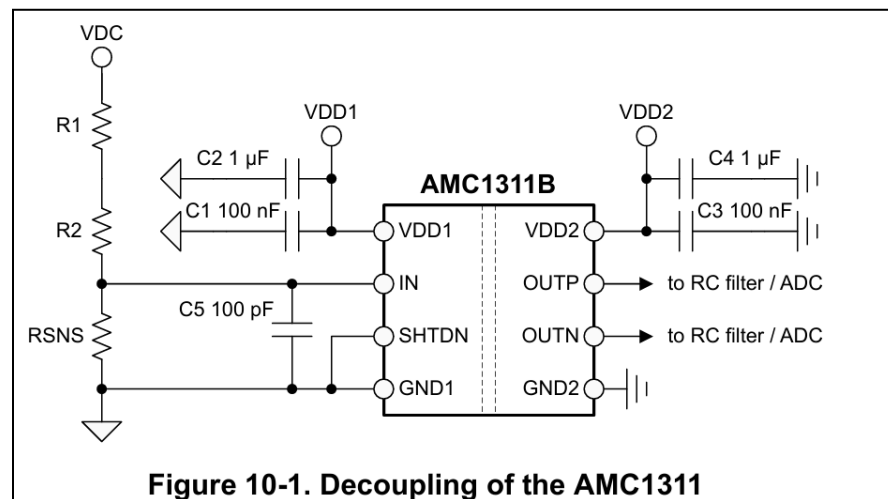 VDC
R1
VDD1
VDD2
C2 1 µF
C4 1 µF
AMC1311B
C1 100 nF
C3 100 nF
R2
VDD1
VDD2
IN
OUTP
to RC filter / ADC
C5 100 pF
RSNS
SHTDN
OUTN
to RC filter / ADC
GND1
GND2
Figure 10-1. Decoupling of the AMC1311